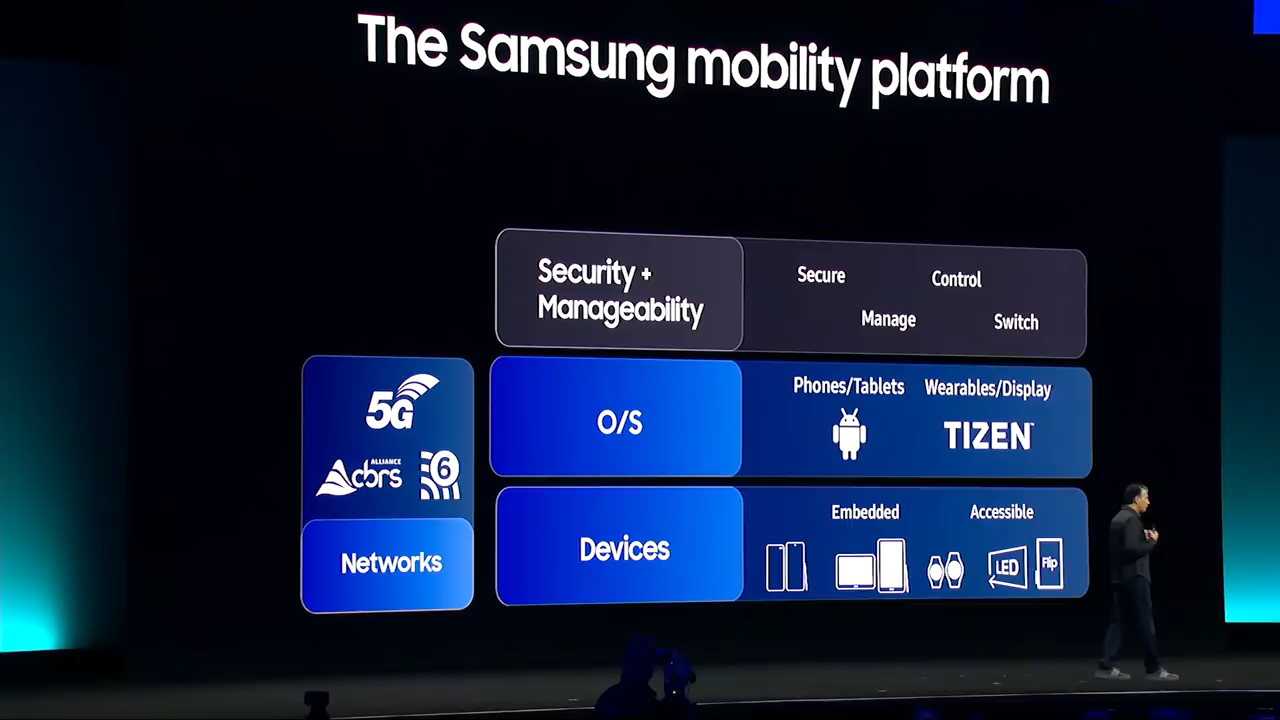 The Samsung mobility platform
Security +
Manageability
Secure
Control
Manage
Switch
5G
ALLIANCE
cbrs
6
Networks
O/S
Phones/Tablets
Wearables/Display
TIZEN™
Devices
Embedded
Accessible
LED
Flip